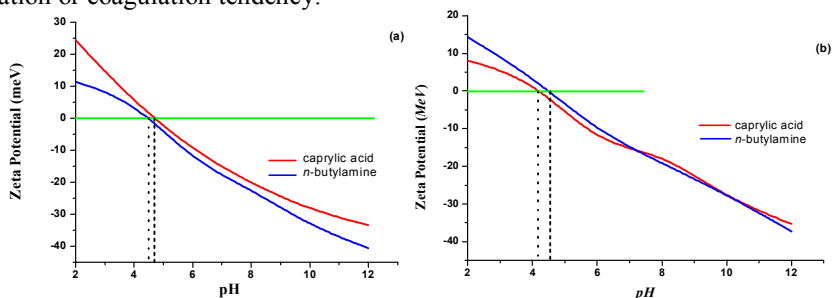 or coagulation tendency.
(a)
Zeta Potential (meV)
30
20
10
0
-10
-20
-30
-40
caprylic acid
n-butylamine
2 4 6 8 10 12
pH
(b)
Zeta Potential (MeV)
20
10
0
-10
-20
-30
-40
caprylic acid
n-butylamine
2 4 6 8 10 12
pH